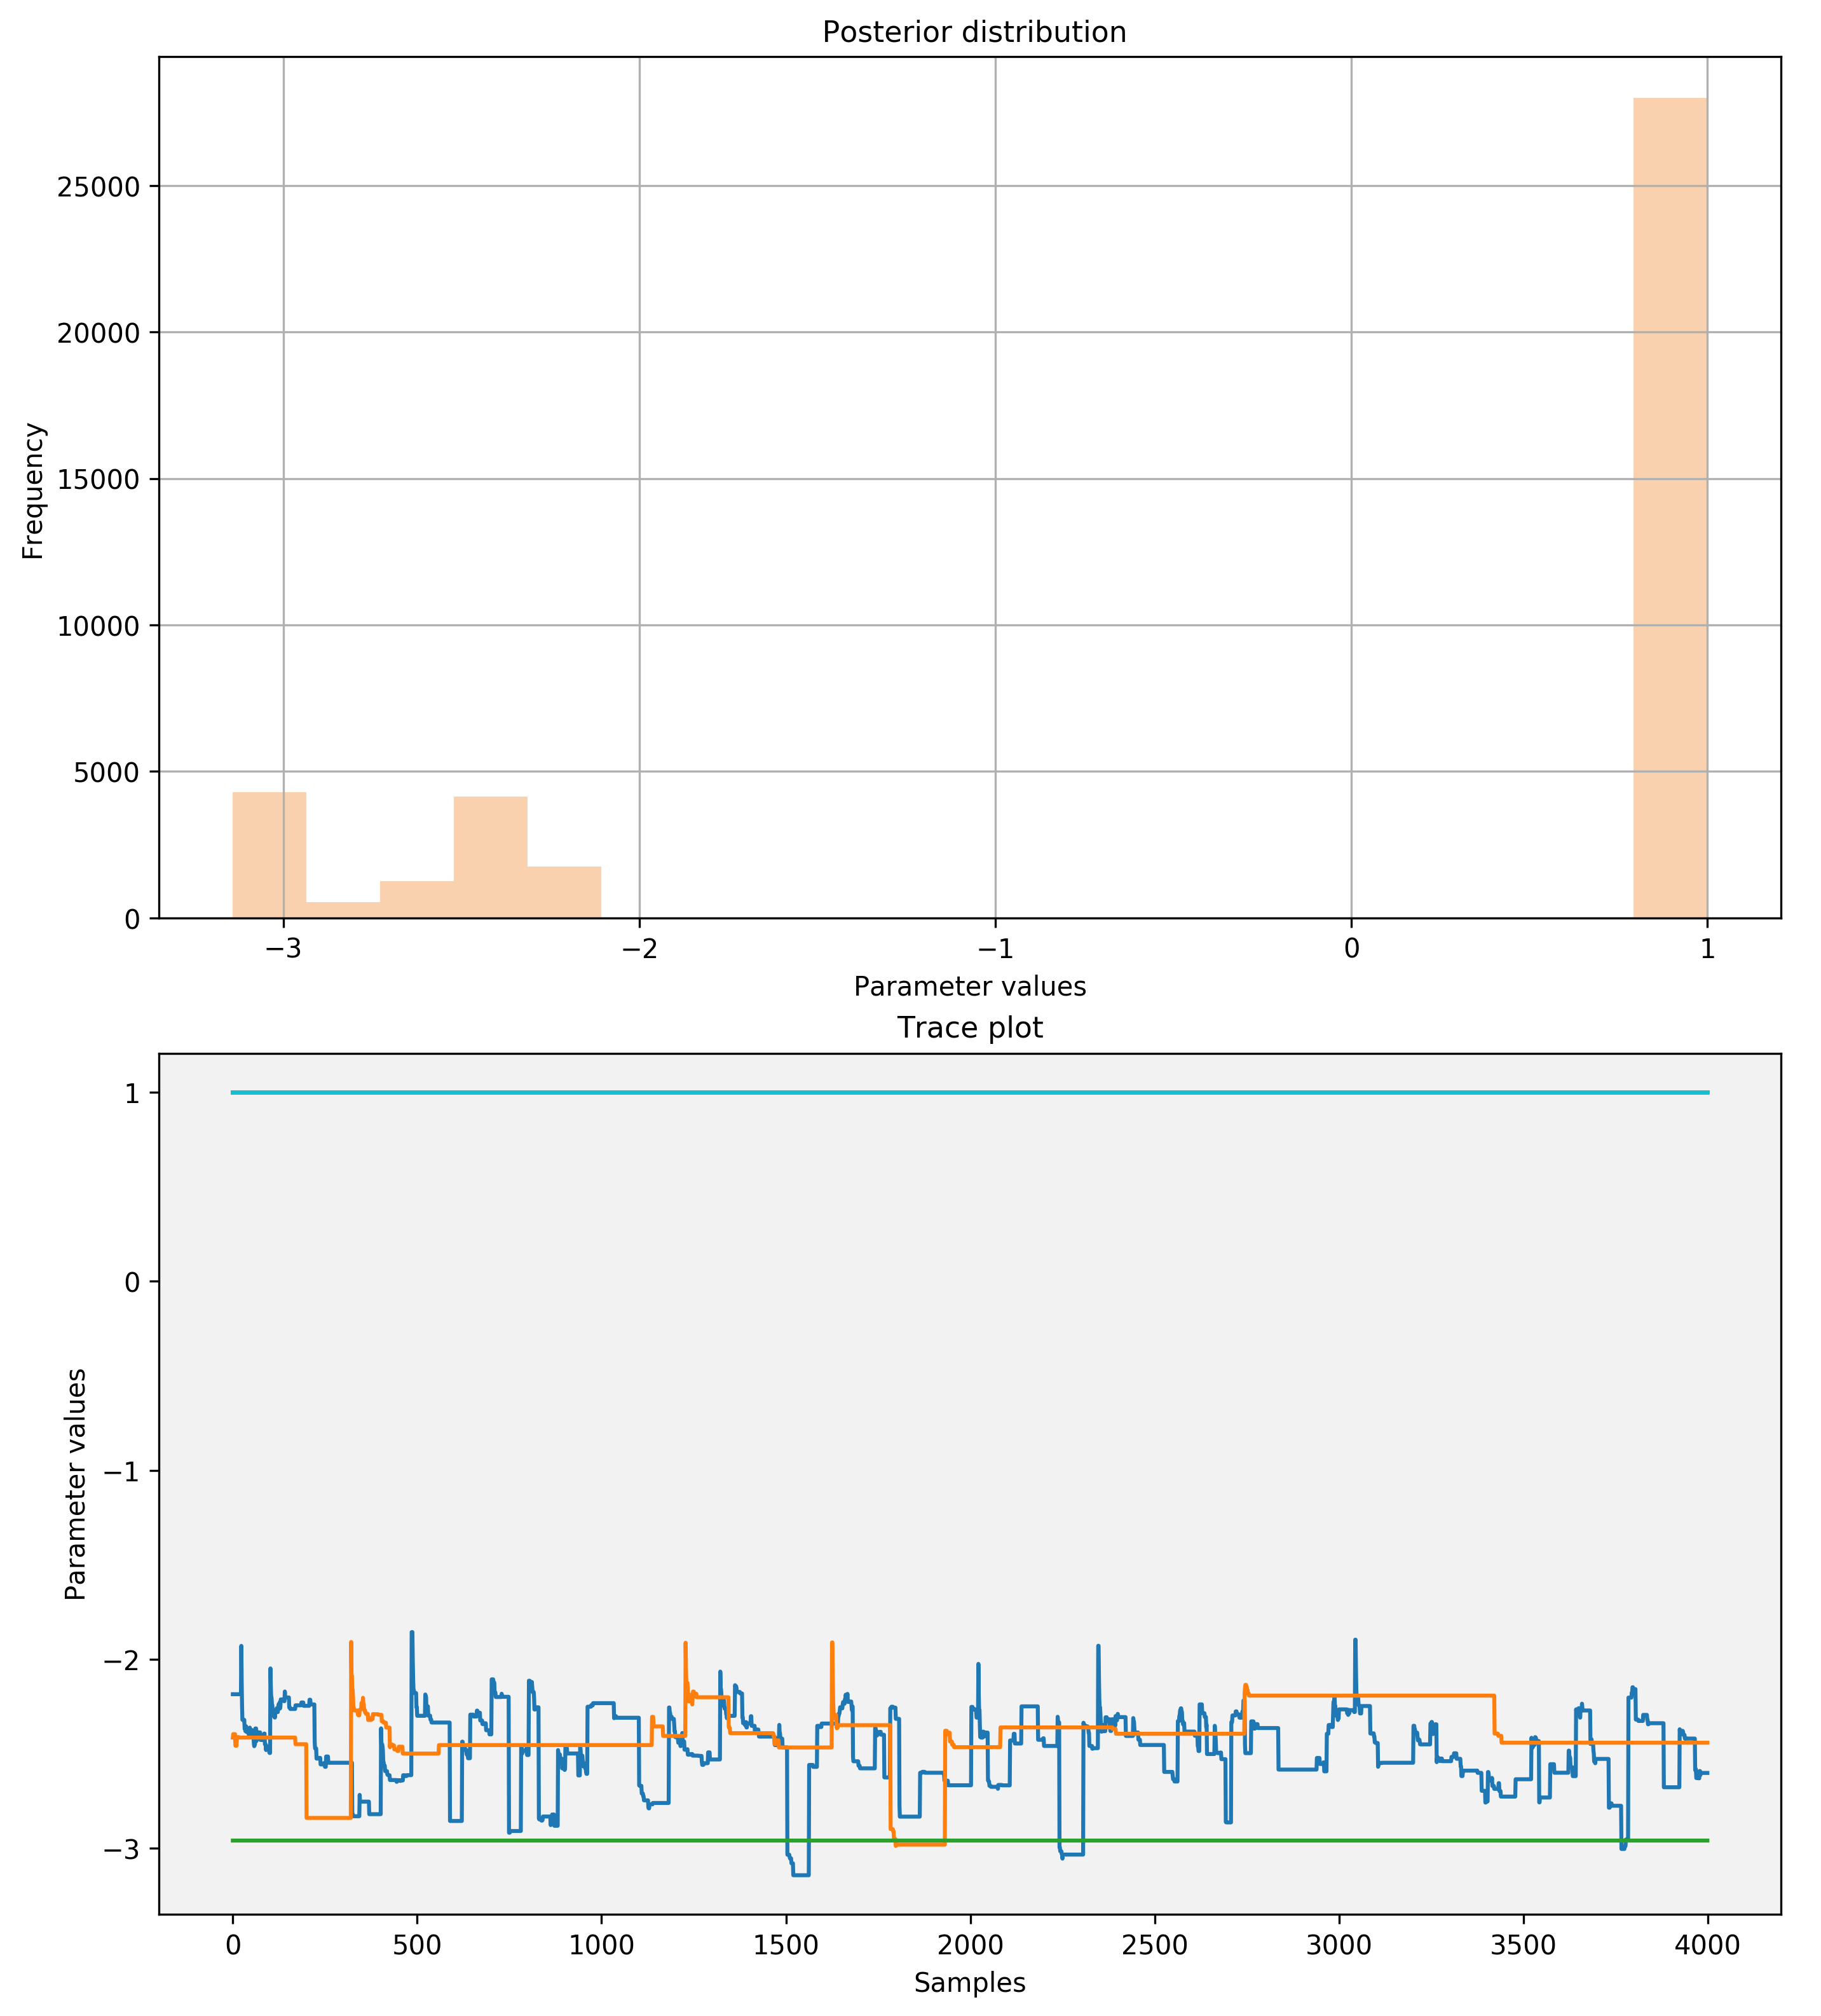 Posterior distribution
25000
20000
15000
10000
5000
0
Frequency
−3 −2 −1 0 1
Parameter values
Trace plot
1
0
−1
−2
−3
Parameter values
0 500 1000 1500 2000 2500 3000 3500 4000
Samples